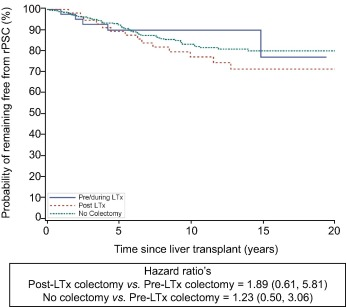 Probability of remaining free from rPSC (%)
100
90
80
70
60
50
40
30
20
10
0
Pre/during LTx
Post LTx
No Colectomy
0
5
10
15
20
Time since liver transplant (years)
Hazard ratio's
Post-LTx colectomy vs. Pre-LTx colectomy = 1.89 (0.61, 5.81)
No colectomy vs. Pre-LTx colectomy = 1.23 (0.50, 3.06)